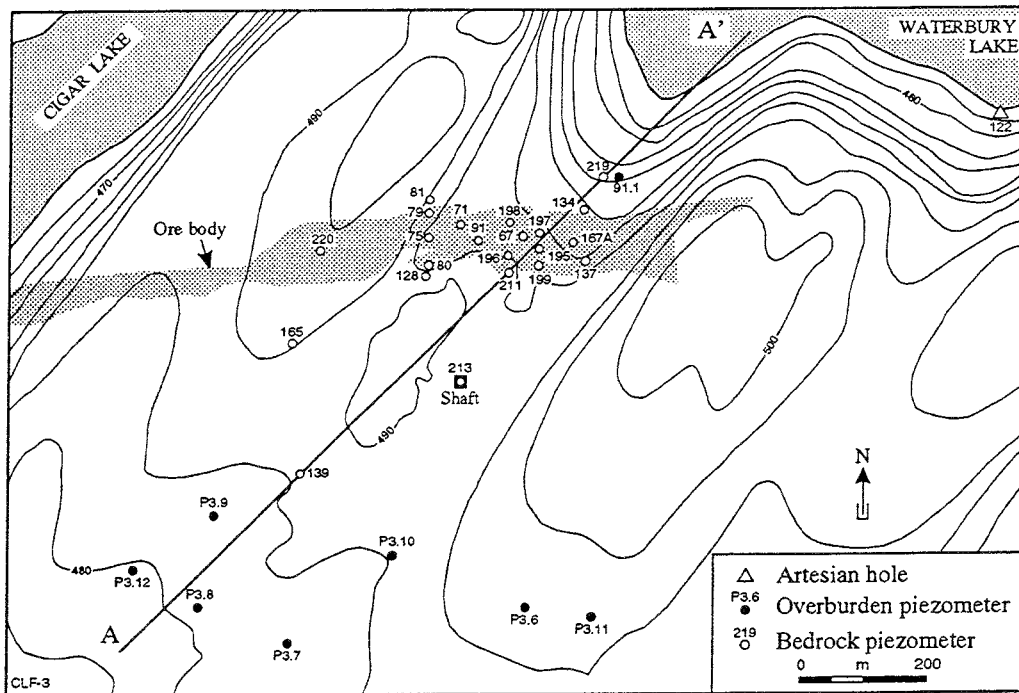 CIGAR LAKE
A'
WATERBURY
LAKE
490
480
122
470
219
91.1
81
79
71
198
197
134
Ore body
220
75
91
67
167A
196
195
128
80
211
199
137
165
500
213
Shaft
490
N
139
P3.9
P3.10
480
P3.12
P3.8
P3.6
P3.11
A
P3.7
Artesian hole
P3.6
Overburden piezometer
219
Bedrock piezometer
0 m 200
CLF-3